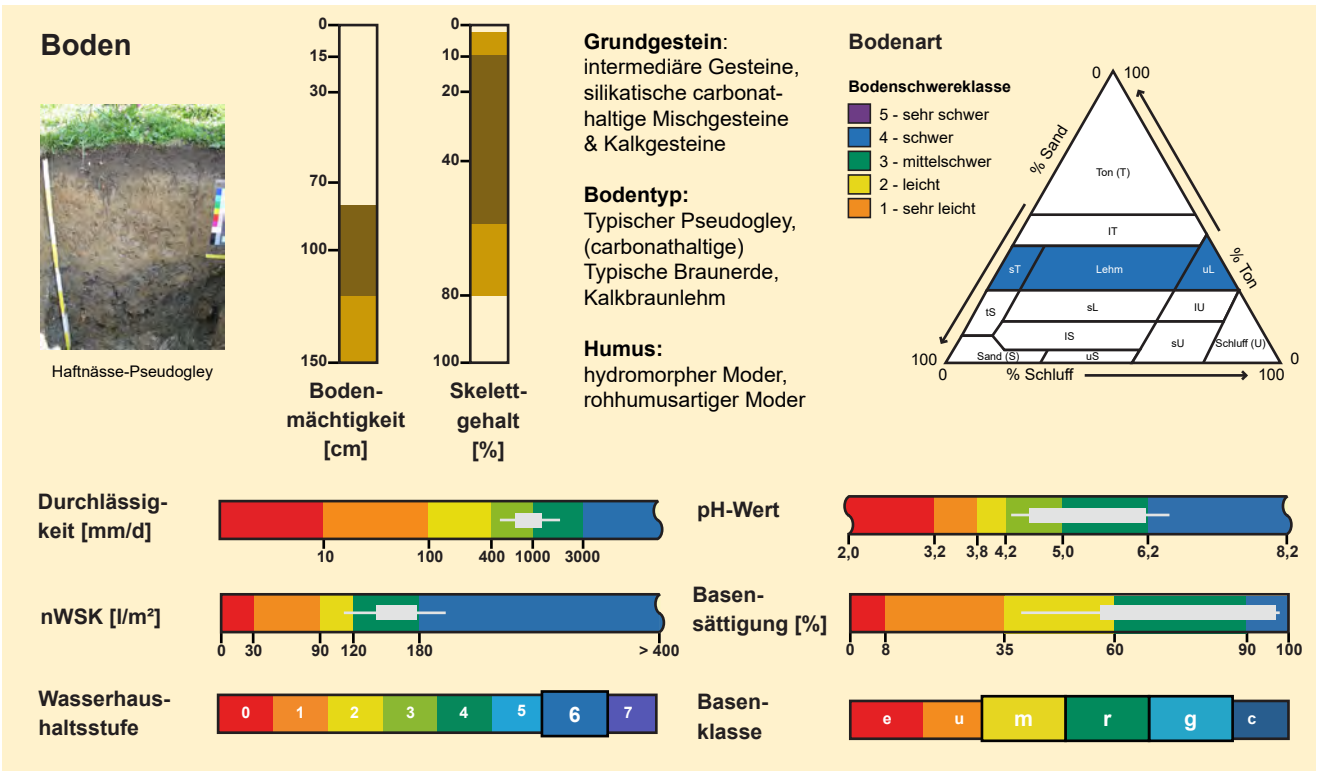 Boden
Haftnässe-Pseudogley
0
15
30
70
100
150
Boden-
mächtigkeit
[cm]
0
10
20
40
80
100
Skelett-
gehalt
[%]
Grundgestein:
intermediäre Gesteine,
silikatische carbonat-
haltige Mischgesteine
& Kalkgesteine
Bodentyp:
Typischer Pseudogley,
(carbonathaltige)
Typische Braunerde,
Kalkbraunlehm
Humus:
hydromorpher Moder,
rohhumusartiger Moder
Bodenart
Bodenschwereklasse
5 - sehr schwer
4 - schwer
3 - mittelschwer
2 - leicht
1 - sehr leicht
0 100
% Sand
% Ton
Ton (T)
lT
sT Lehm uL
tS sL lU
lS sU Schluff (U)
Sand (S) uS
100 0
0 % Schluff 100
Durchlässig-
keit [mm/d]
10 100 400 1000 3000
nWSK [l/m²]
0 30 90 120 180 > 400
Wasserhaus-
haltsstufe
0 1 2 3 4 5 6 7
pH-Wert
2,0 3,2 3,8 4,2 5,0 6,2 8,2
Basen-
sättigung [%]
0 8 35 60 90 100
Basen-
klasse
e u m r g c